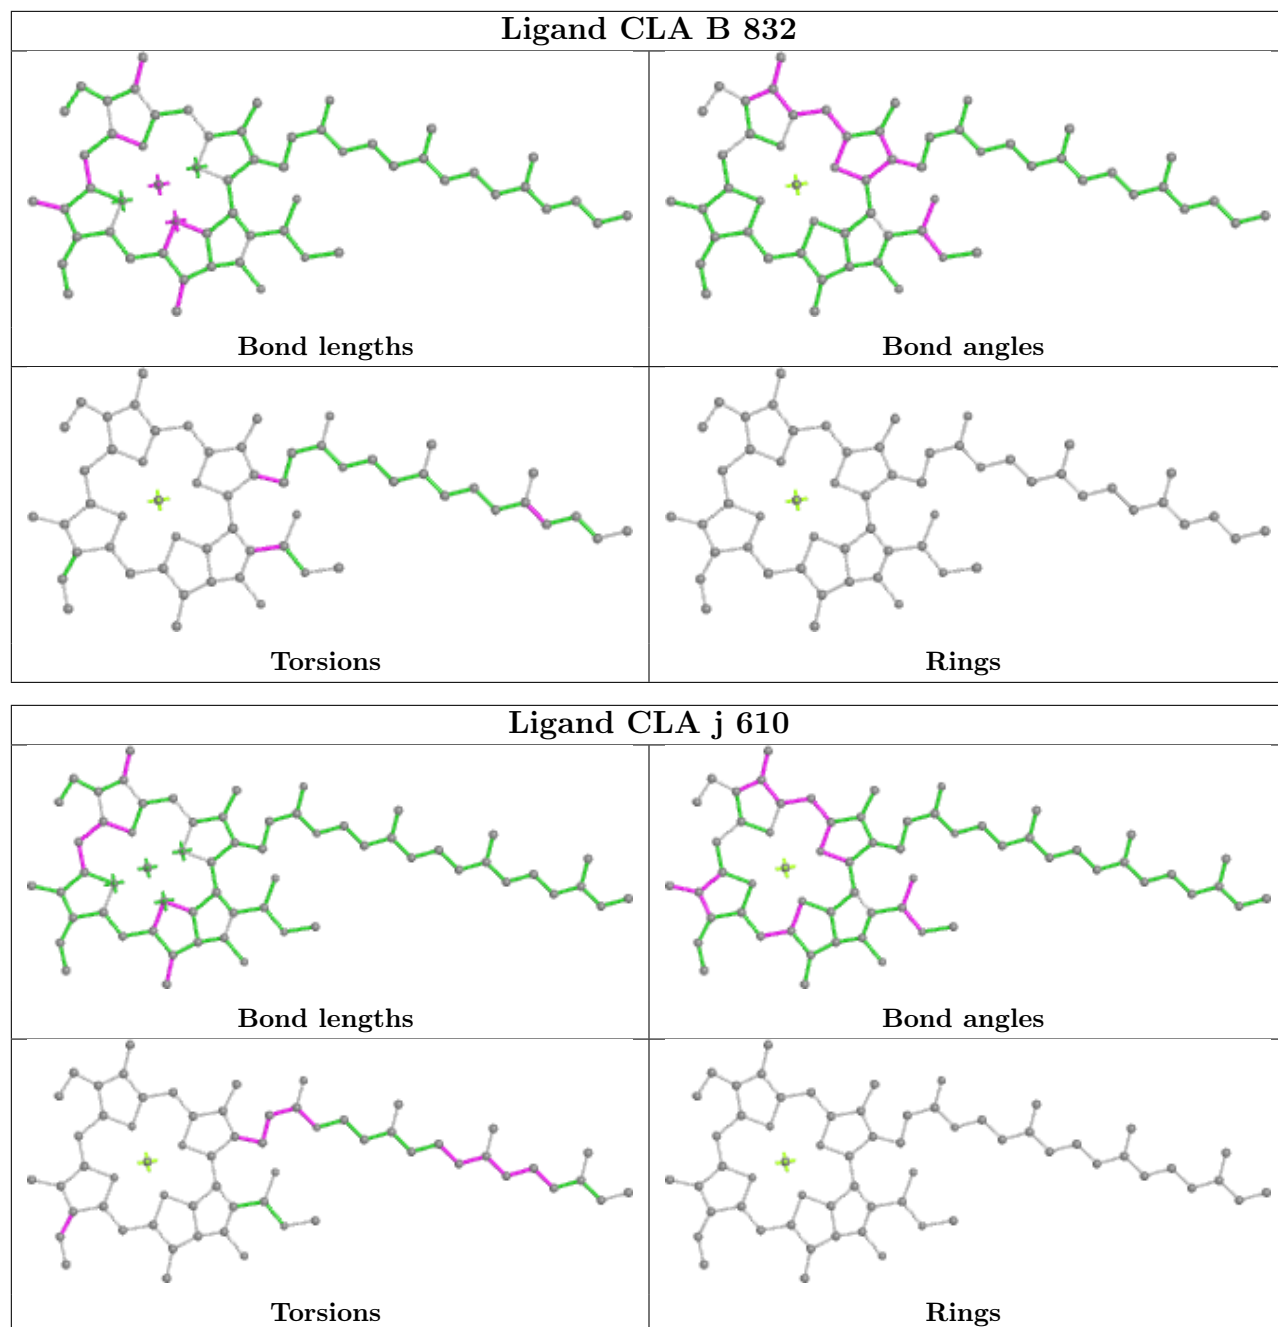 Ligand CLA B 832
Bond lengths
Bond angles
Torsions
Rings
Ligand CLA j 610
Bond lengths
Bond angles
Torsions
Rings